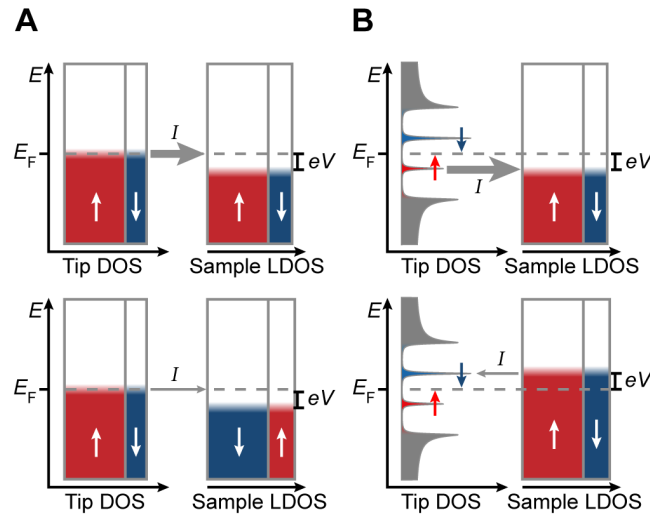 A
B
E
I
E_F
eV
Tip DOS
Sample LDOS
E
I
E_F
eV
Tip DOS
Sample LDOS
E
I
E_F
eV
Tip DOS
Sample LDOS
E
I
E_F
eV
Tip DOS
Sample LDOS